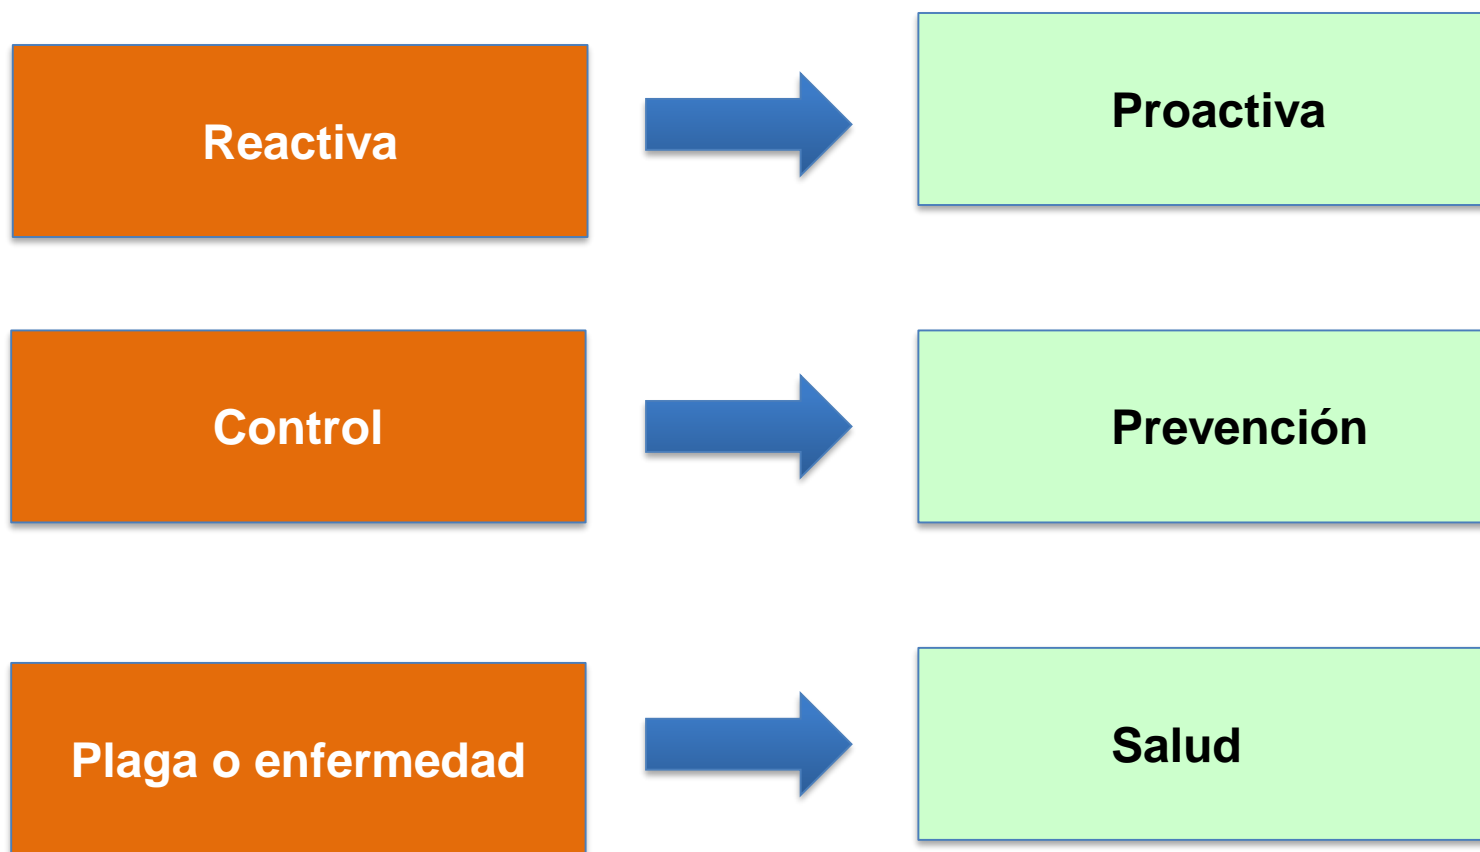 Reactiva
Proactiva
Control
Prevención
Plaga o enfermedad
Salud